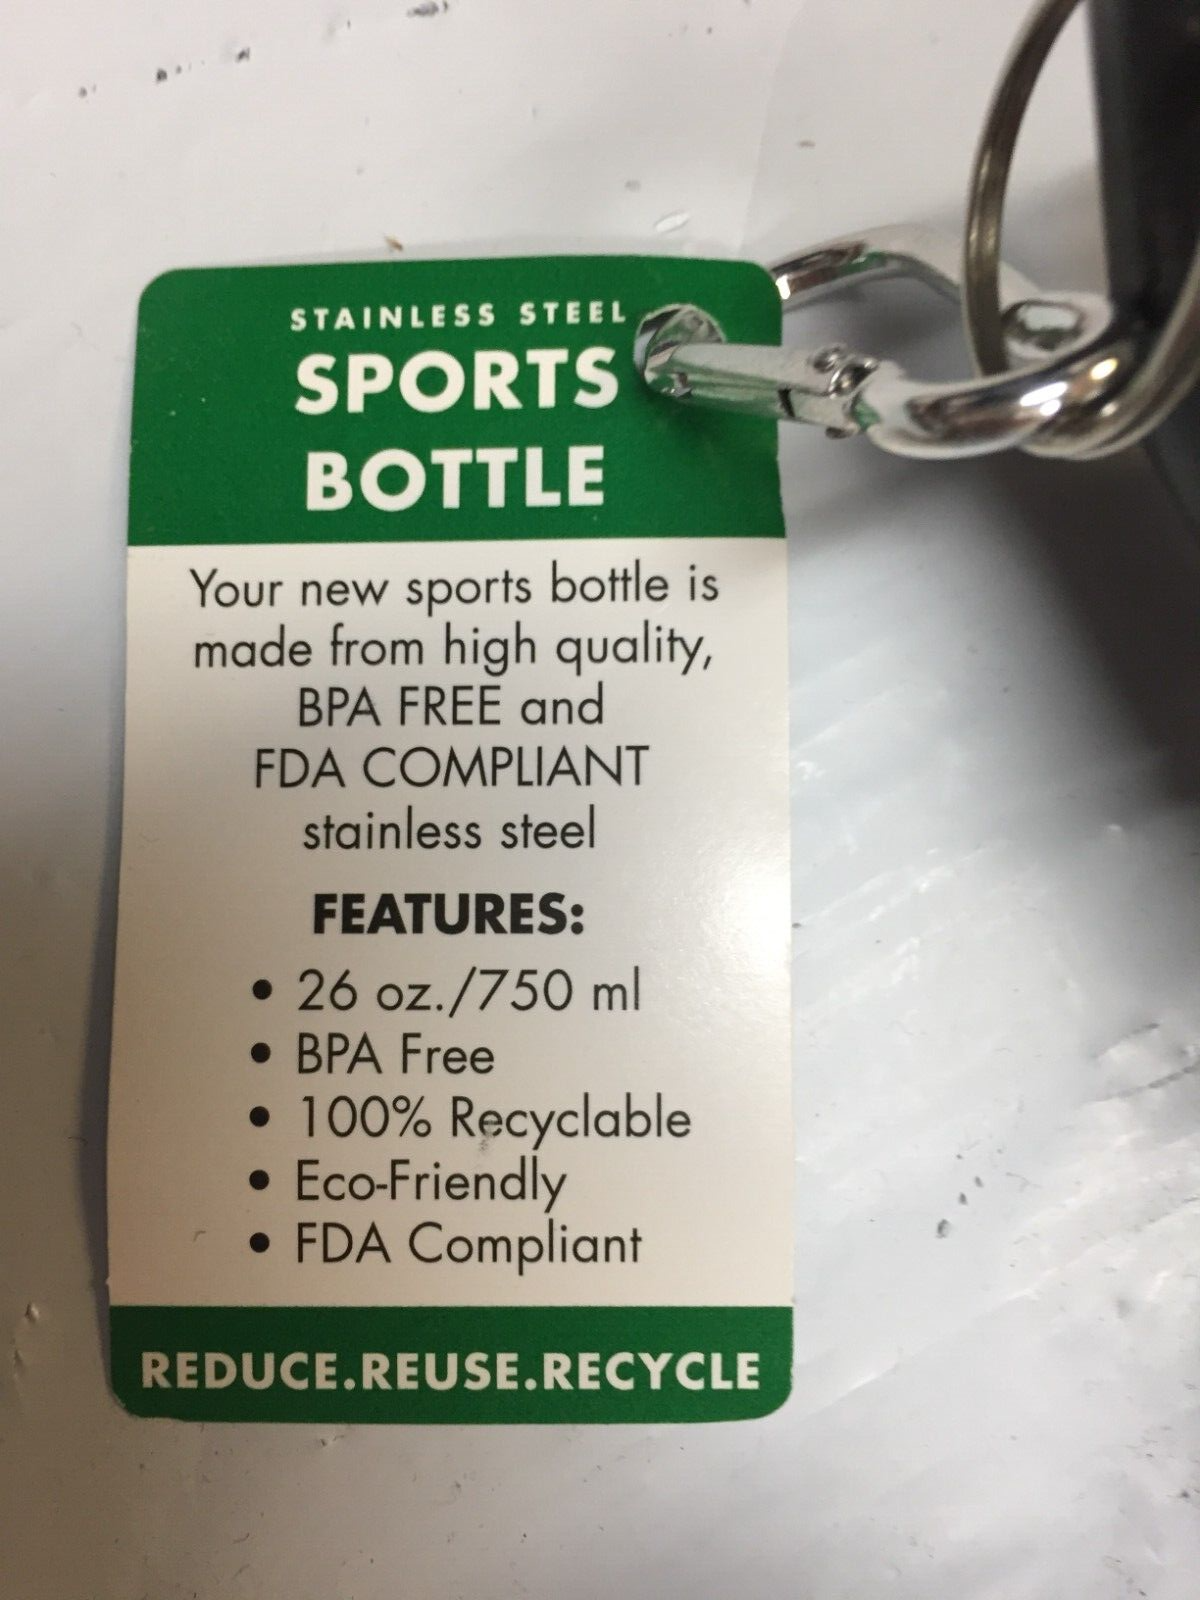 STAINLESS STEEL
SPORTS
BOTTLE
Your new sports bottle is
made from high quality,
BPA FREE and
FDA COMPLIANT
stainless steel
FEATURES:
• 26 oz./750 ml
• BPA Free
• 100% Recyclable
• Eco-Friendly
• FDA Compliant
REDUCE.REUSE.RECYCLE